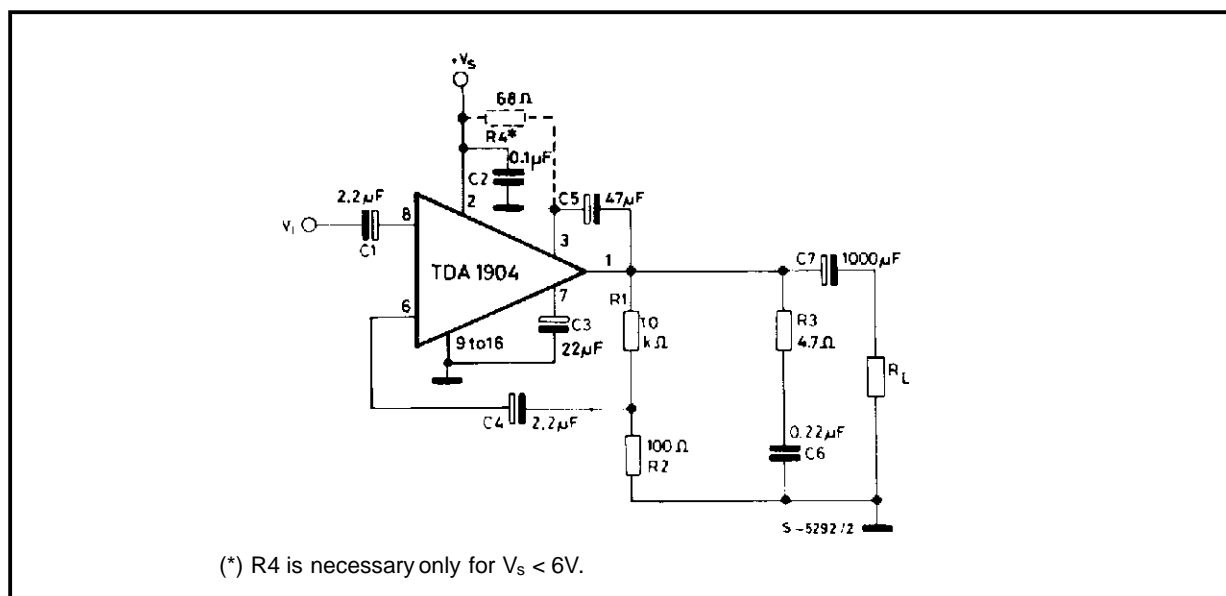 +Vs
68Ω
R4*
0.1µF
C2
2
C5
47µF
2.2µF
8
VI
C1
3
TDA 1904
1
C7
1000µF
7
R1
10
kΩ
R3
4.7Ω
6
C3
22µF
9 to 16
RL
C4
2.2µF
0.22µF
C6
100Ω
R2
S-5292/2
(*) R4 is necessary only for Vs < 6V.